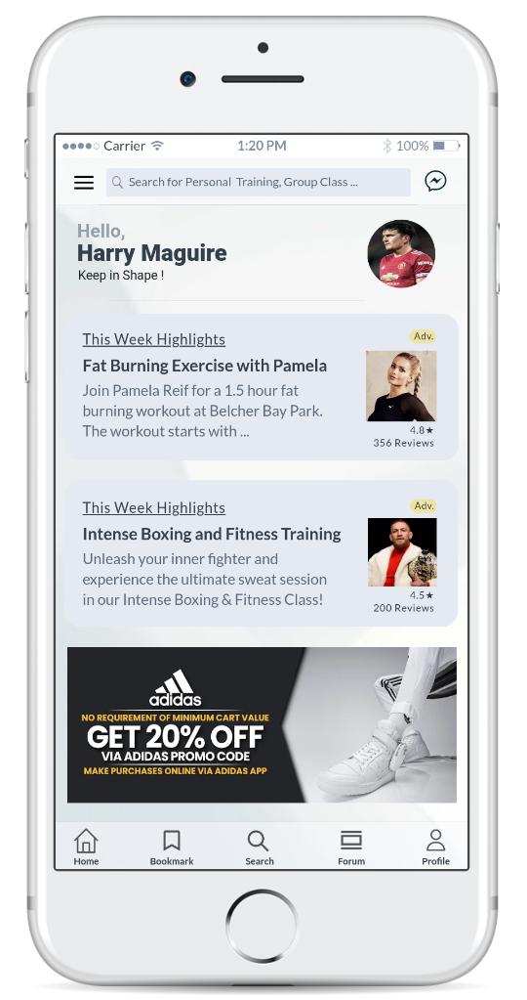 Carrier 1:20 PM 100%
Search for Personal Training, Group Class ...
Hello,
Harry Maguire
Keep in Shape !
This Week Highlights
Adv.
Fat Burning Exercise with Pamela
Join Pamela Reif for a 1.5 hour fat
burning workout at Belcher Bay Park.
The workout starts with ...
4.8★
356 Reviews
This Week Highlights
Adv.
Intense Boxing and Fitness Training
Unleash your inner fighter and
experience the ultimate sweat session
in our Intense Boxing & Fitness Class!
4.5★
200 Reviews
adidas
NO REQUIREMENT OF MINIMUM CART VALUE
GET 20% OFF
VIA ADIDAS PROMO CODE
MAKE PURCHASES ONLINE VIA ADIDAS APP
Home Bookmark Search Forum Profile